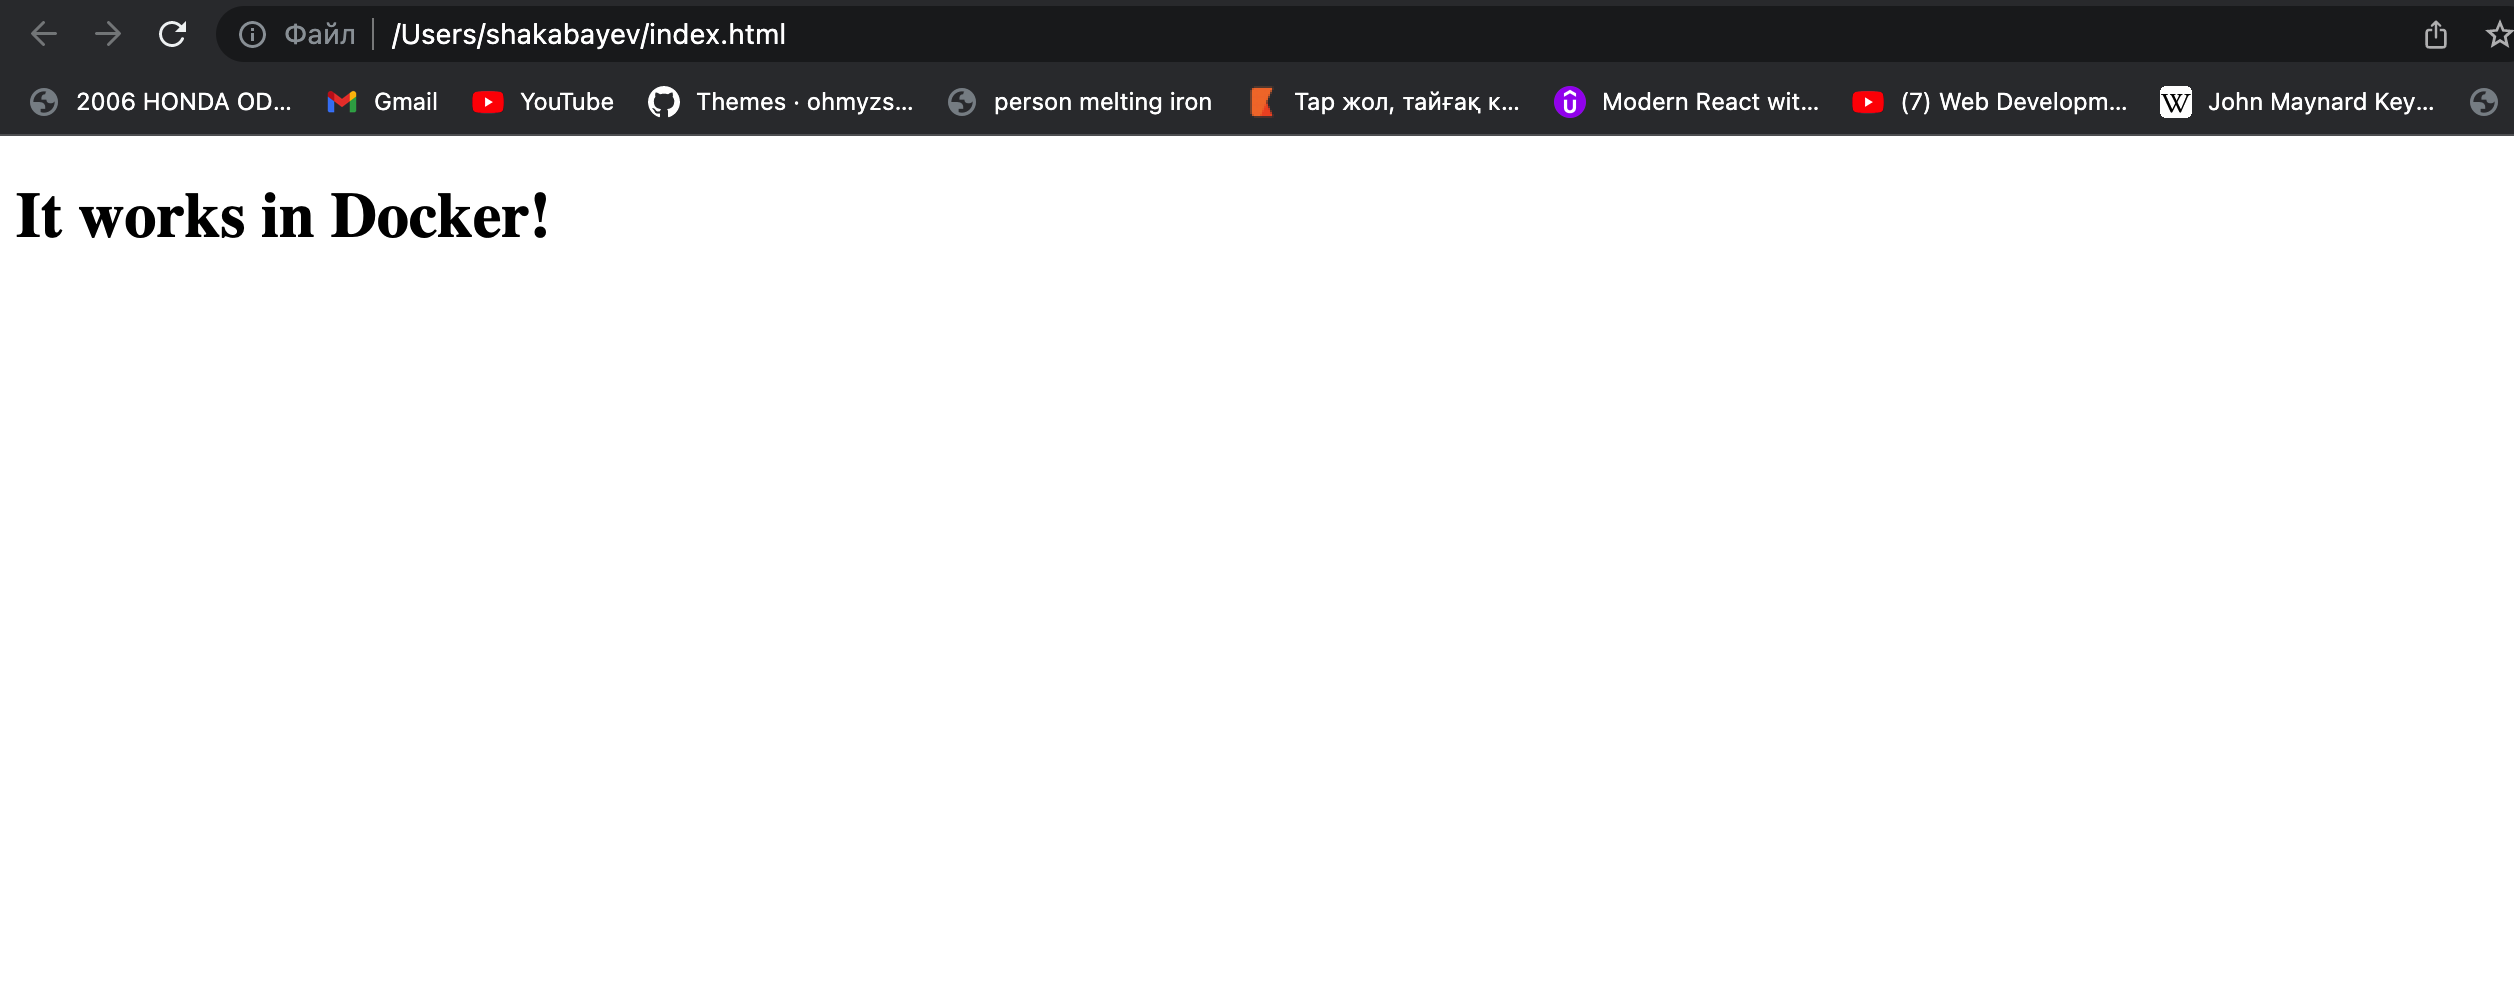 Файл /Users/shakabayev/index.html
2006 HONDA OD... Gmail YouTube Themes · ohmyzs... person melting iron Тар жол, тайғақ к... Modern React wit... (7) Web Developm... W John Maynard Key...
It works in Docker!